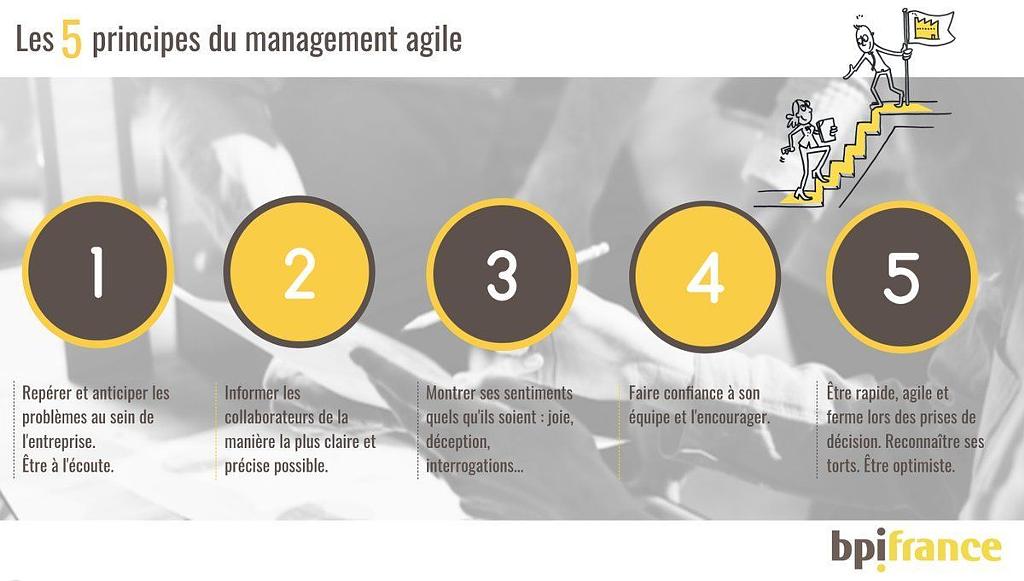 Les 5 principes du management agile
1
2
3
4
5
Repérer et anticiper les
problèmes au sein de
l'entreprise.
Être à l'écoute.
Informer les
collaborateurs de la
manière la plus claire et
précise possible.
Montrer ses sentiments
quels qu'ils soient : joie,
déception,
interrogations...
Faire confiance à son
équipe et l'encourager.
Être rapide, agile et
ferme lors des prises de
décision. Reconnaître ses
torts. Être optimiste.
bpifrance